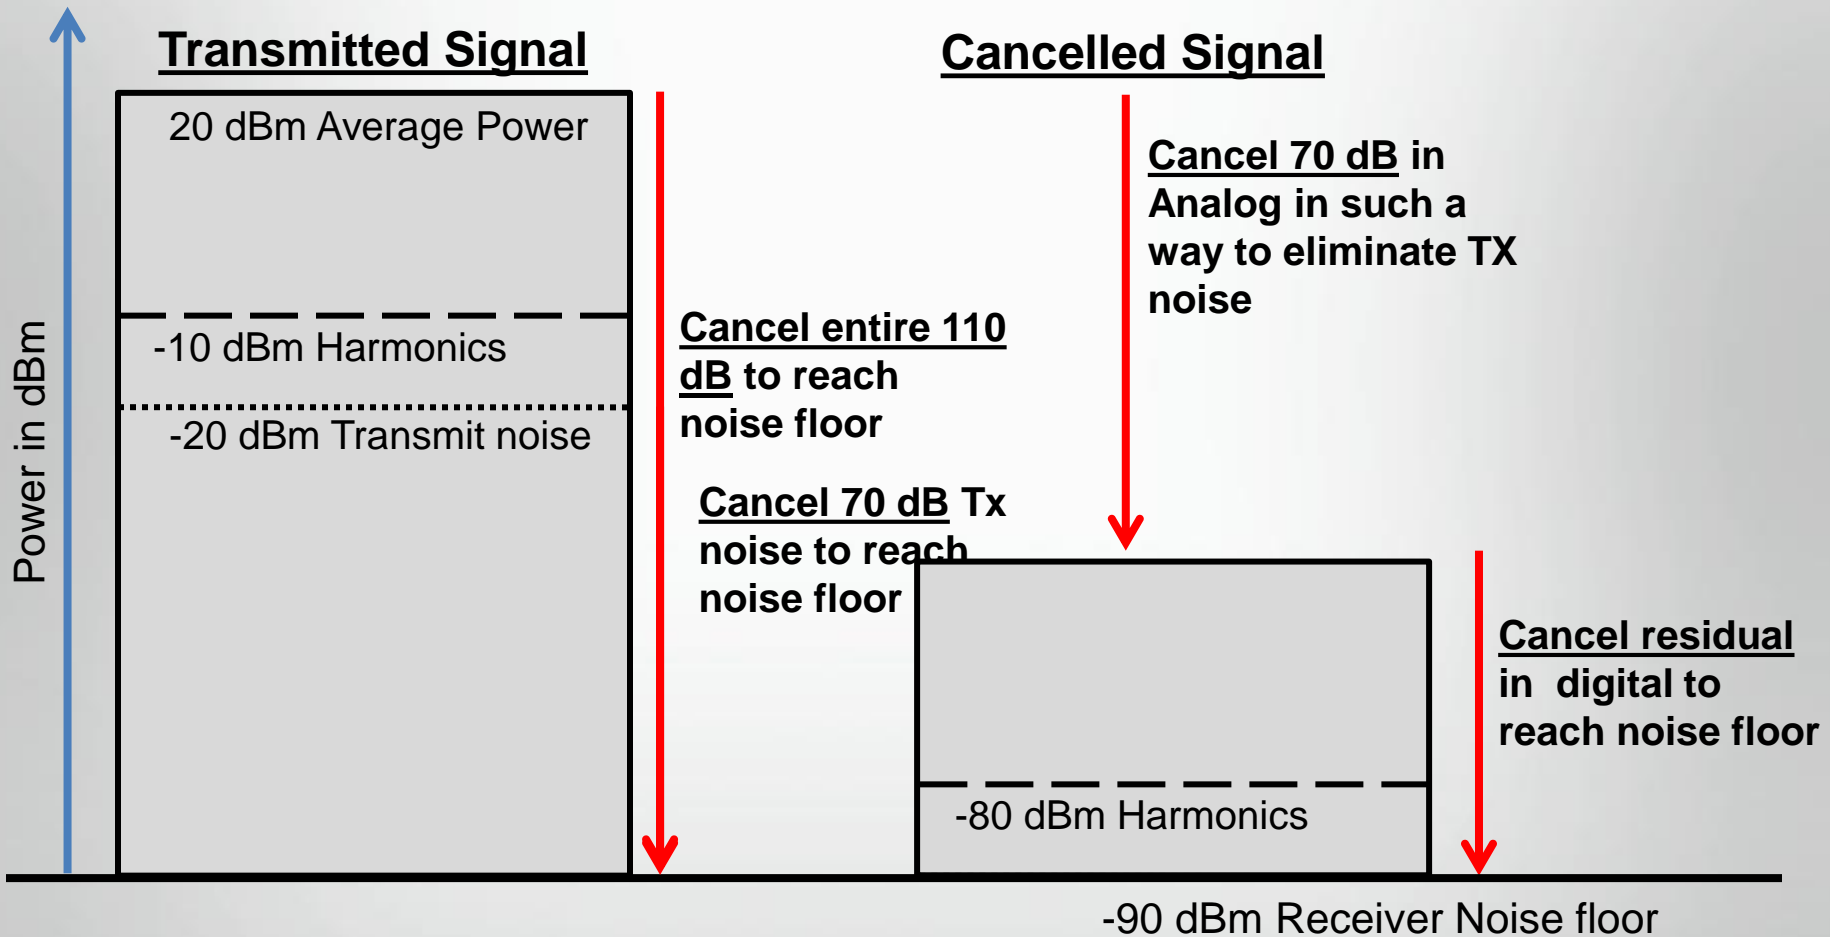 Transmitted Signal
Cancelled Signal
20 dBm Average Power
-10 dBm Harmonics
-20 dBm Transmit noise
Power in dBm
Cancel entire 110
dB to reach
noise floor
Cancel 70 dB Tx
noise to reach
noise floor
Cancel 70 dB in
Analog in such a
way to eliminate TX
noise
-80 dBm Harmonics
Cancel residual
in digital to
reach noise floor
-90 dBm Receiver Noise floor